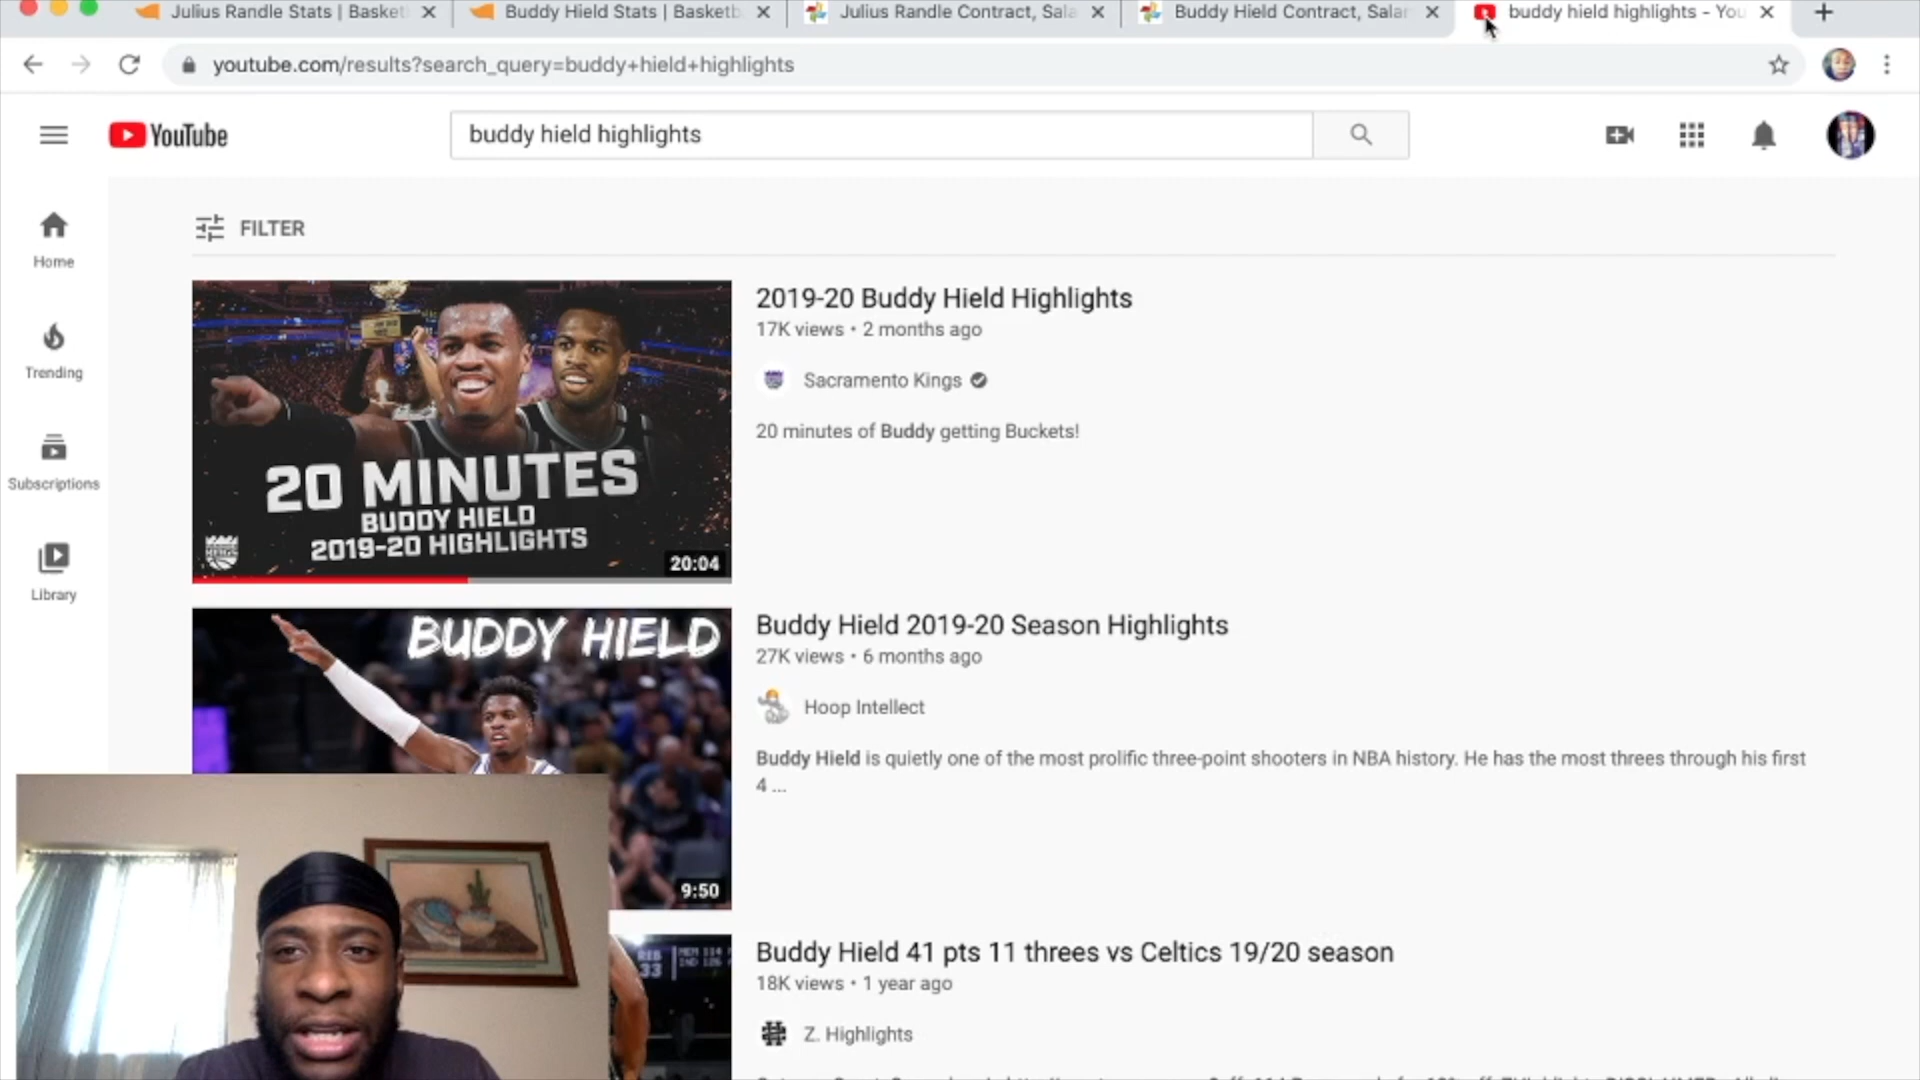 Julius Randle Stats | Basket
Buddy Hield Stats | Basketb
Julius Randle Contract, Sala
Buddy Hield Contract, Salar
buddy hield highlights - You
youtube.com/results?search_query=buddy+hield+highlights
YouTube
buddy hield highlights
FILTER
Home
Trending
Subscriptions
Library
20 MINUTES
BUDDY HIELD
2019-20 HIGHLIGHTS
20:04
2019-20 Buddy Hield Highlights
17K views • 2 months ago
Sacramento Kings
20 minutes of Buddy getting Buckets!
BUDDY HIELD
9:50
Buddy Hield 2019-20 Season Highlights
27K views • 6 months ago
Hoop Intellect
Buddy Hield is quietly one of the most prolific three-point shooters in NBA history. He has the most threes through his first
4 ...
Buddy Hield 41 pts 11 threes vs Celtics 19/20 season
18K views • 1 year ago
Z. Highlights
REB
33